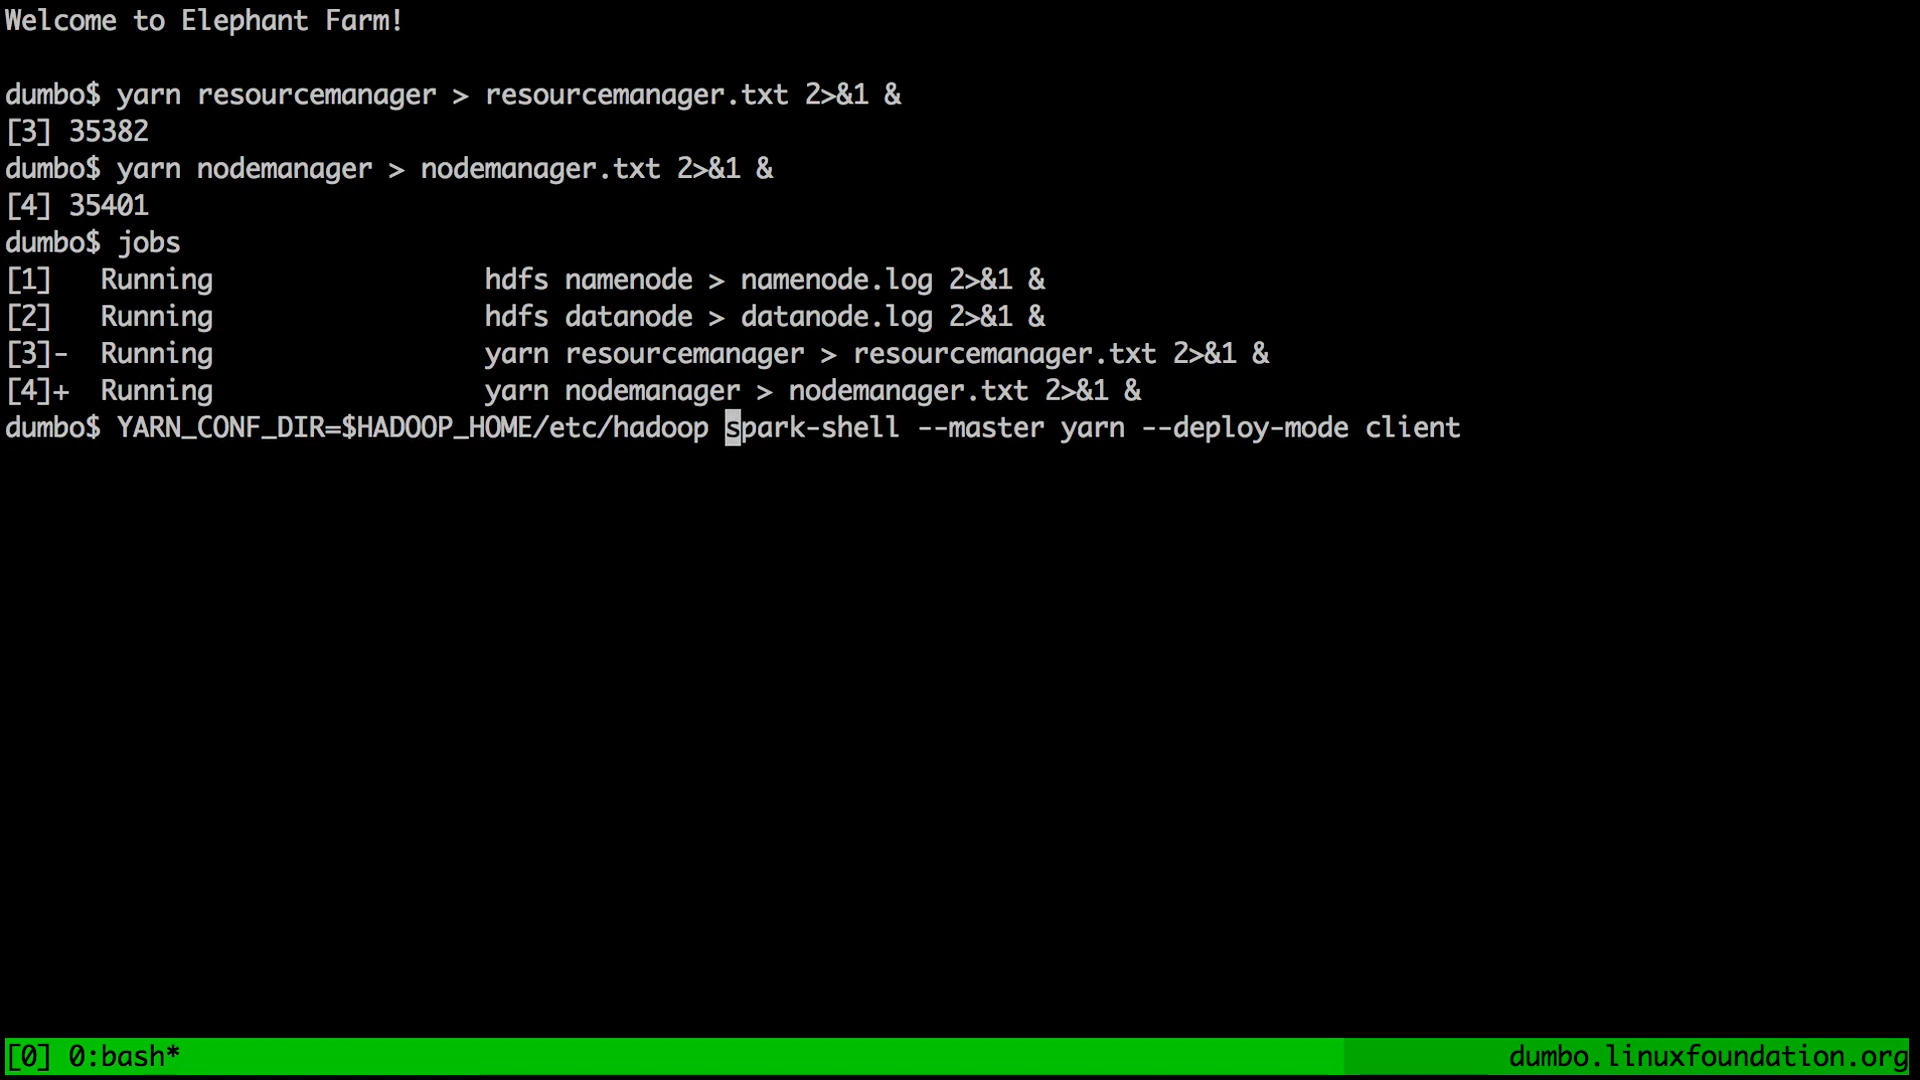 Welcome to Elephant Farm!
dumbo$ yarn resourcemanager > resourcemanager.txt 2>&1 &
[3] 35382
dumbo$ yarn nodemanager > nodemanager.txt 2>&1 &
[4] 35401
dumbo$ jobs
[1]   Running                 hdfs namenode > namenode.log 2>&1 &
[2]   Running                 hdfs datanode > datanode.log 2>&1 &
[3]-  Running                 yarn resourcemanager > resourcemanager.txt 2>&1 &
[4]+  Running                 yarn nodemanager > nodemanager.txt 2>&1 &
dumbo$ YARN_CONF_DIR=$HADOOP_HOME/etc/hadoop spark-shell --master yarn --deploy-mode client
[0] 0:bash* dumbo.linuxfoundation.org